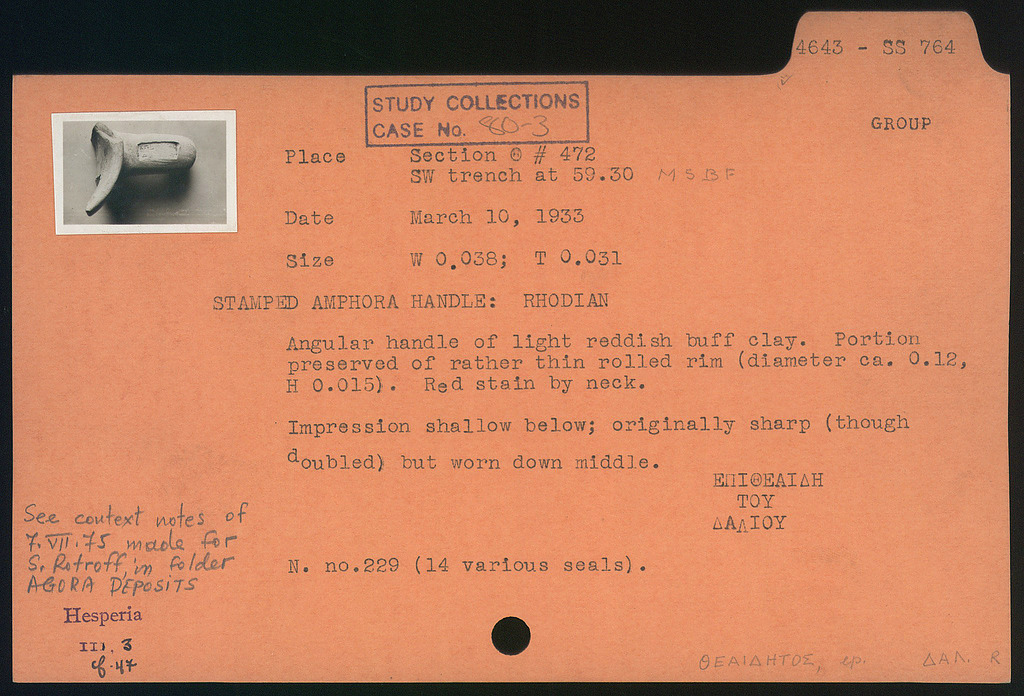 4643 - SS 764
STUDY COLLECTIONS
CASE No. 80-3
GROUP
Place Section Θ # 472
SW trench at 59.30 MSBF
Date March 10, 1933
Size W 0.038; T 0.031
STAMPED AMPHORA HANDLE: RHODIAN
Angular handle of light reddish buff clay. Portion
preserved of rather thin rolled rim (diameter ca. 0.12,
H 0.015). Red stain by neck.
Impression shallow below; originally sharp (though
doubled) but worn down middle.
ΕΠΙΘΕΑΙΔΗ
ΤΟΥ
ΔΑΛΙΟΥ
See context notes of
7.VII.75 made for
S. Rotroff, in folder
AGORA DEPOSITS
N. no.229 (14 various seals).
Hesperia
III, 3
cf. 47
ΘΕΑΙΔΗΤΟΣ, ep. ΔΑΛ. R